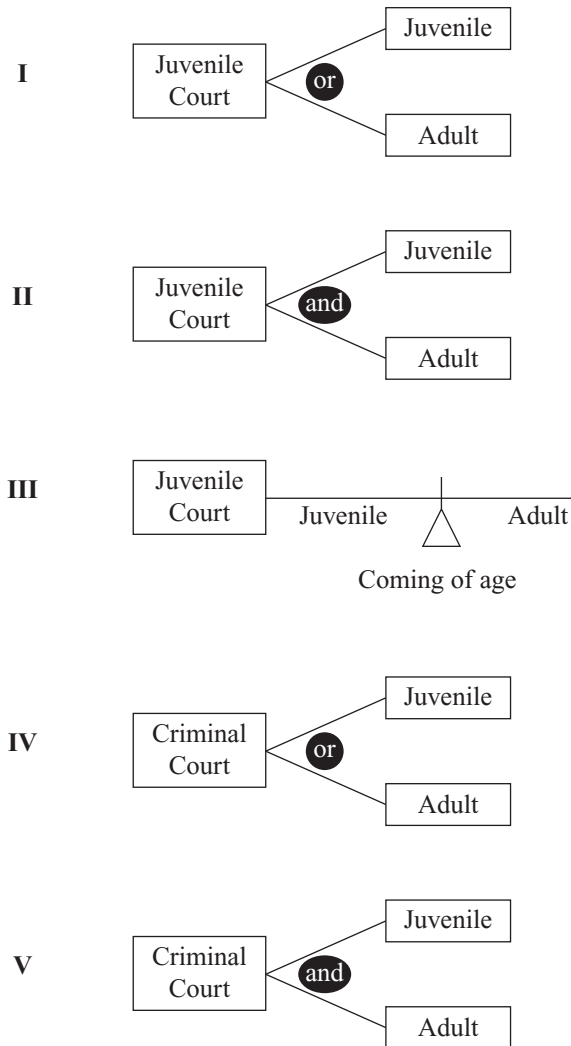 I
Juvenile
Court
or
Juvenile
Adult
II
Juvenile
Court
and
Juvenile
Adult
III
Juvenile
Court
Juvenile
Adult
Coming of age
IV
Criminal
Court
or
Juvenile
Adult
V
Criminal
Court
and
Juvenile
Adult